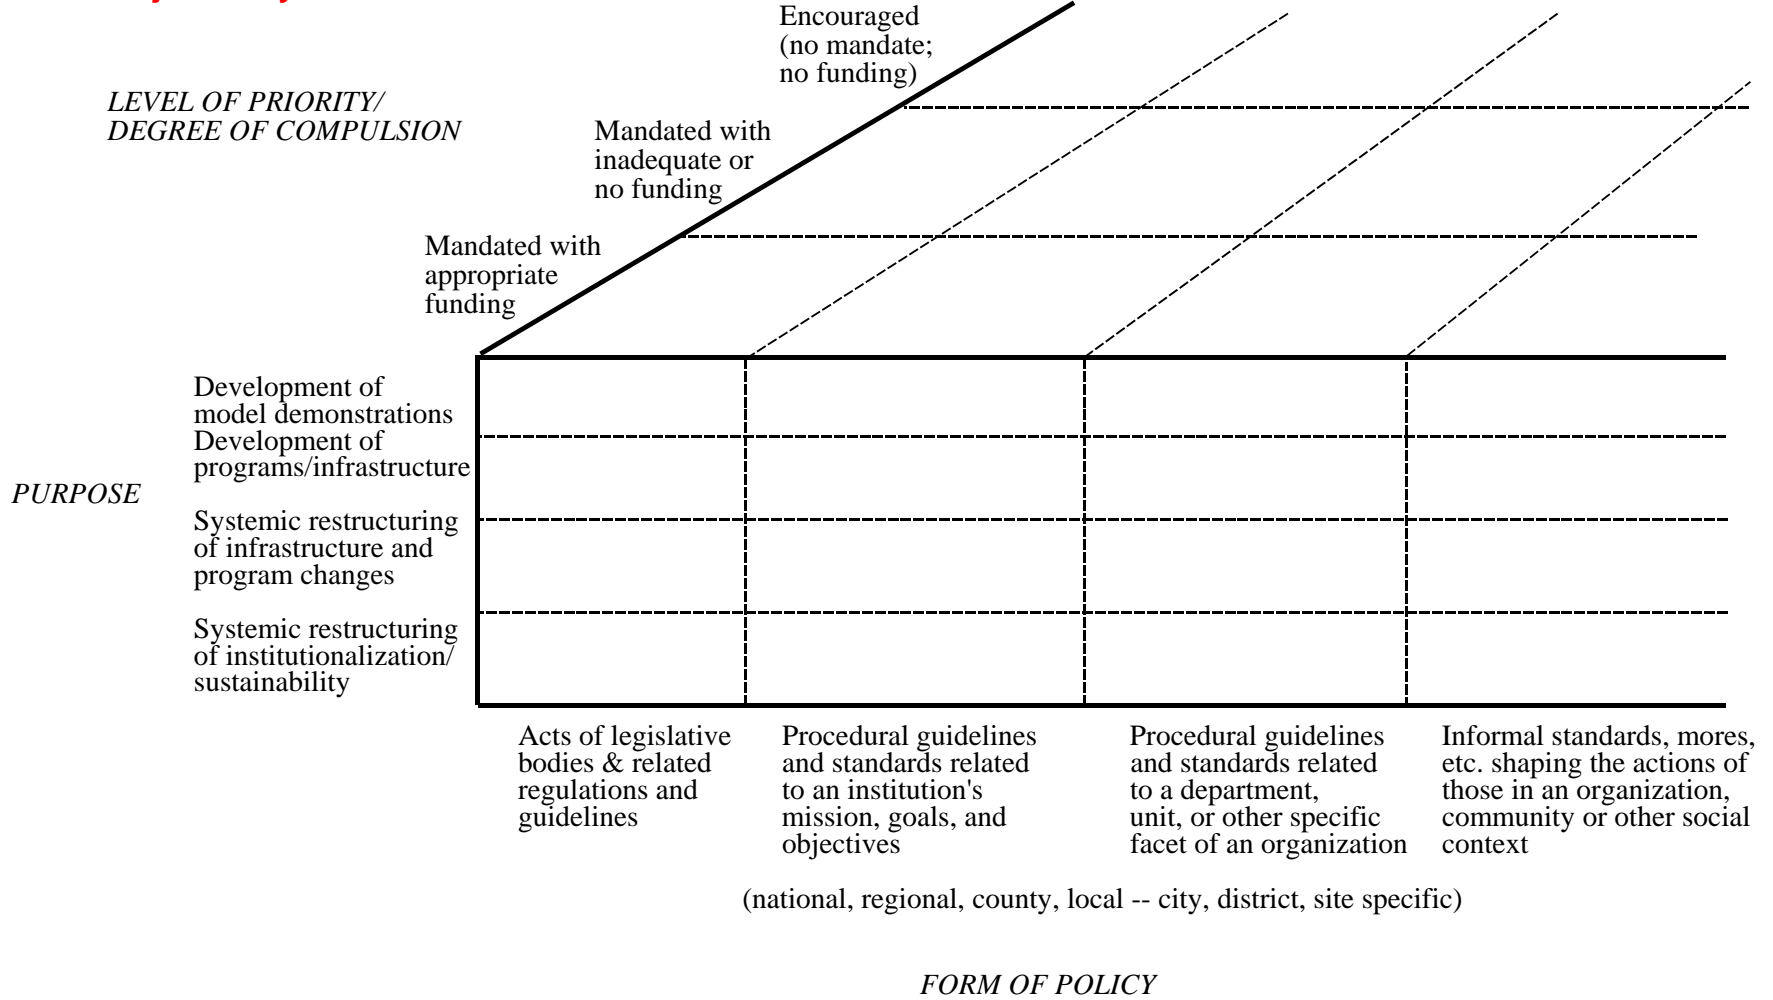 Encouraged
(no mandate;
no funding)
LEVEL OF PRIORITY/
DEGREE OF COMPULSION
Mandated with
inadequate or
no funding
Mandated with
appropriate
funding
Development of
model demonstrations
Development of
programs/infrastructure
PURPOSE
Systemic restructuring
of infrastructure and
program changes
Systemic restructuring
of institutionalization/
sustainability
Acts of legislative
bodies & related
regulations and
guidelines
Procedural guidelines
and standards related
to an institution's
mission, goals, and
objectives
Procedural guidelines
and standards related
to a department,
unit, or other specific
facet of an organization
Informal standards, mores,
etc. shaping the actions of
those in an organization,
community or other social
context
(national, regional, county, local -- city, district, site specific)
FORM OF POLICY